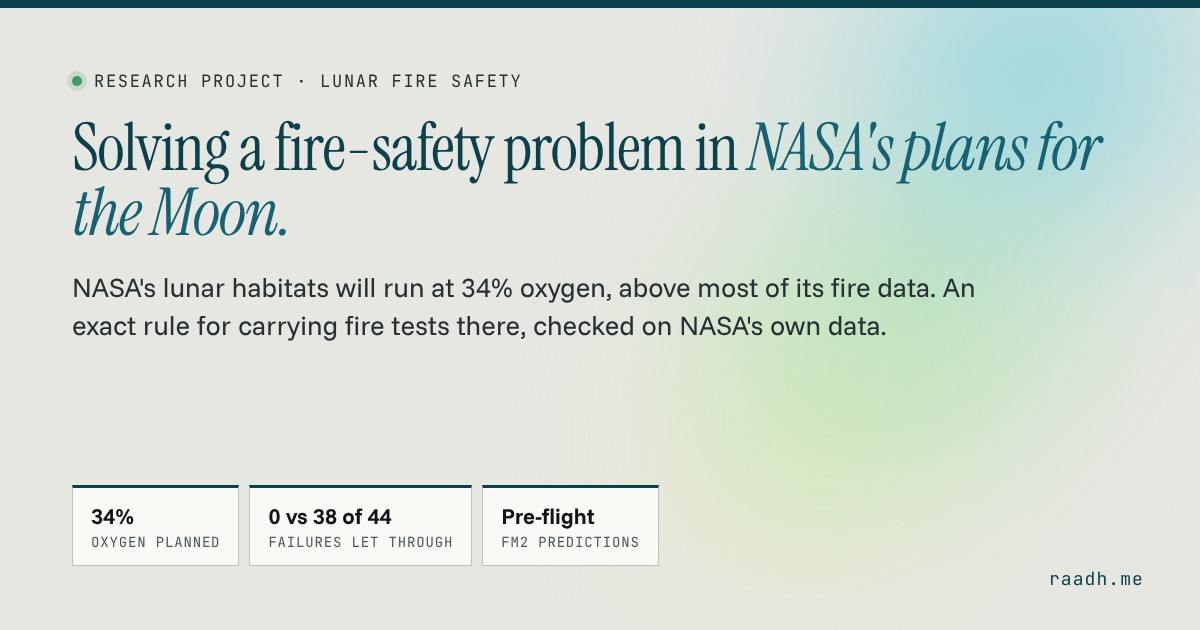 RESEARCH PROJECT · LUNAR FIRE SAFETY
Solving a fire-safety problem in NASA's plans for
the Moon.
NASA's lunar habitats will run at 34% oxygen, above most of its fire data. An
exact rule for carrying fire tests there, checked on NASA's own data.
34%
OXYGEN PLANNED
0 vs 38 of 44
FAILURES LET THROUGH
Pre-flight
FM2 PREDICTIONS
raadh.me